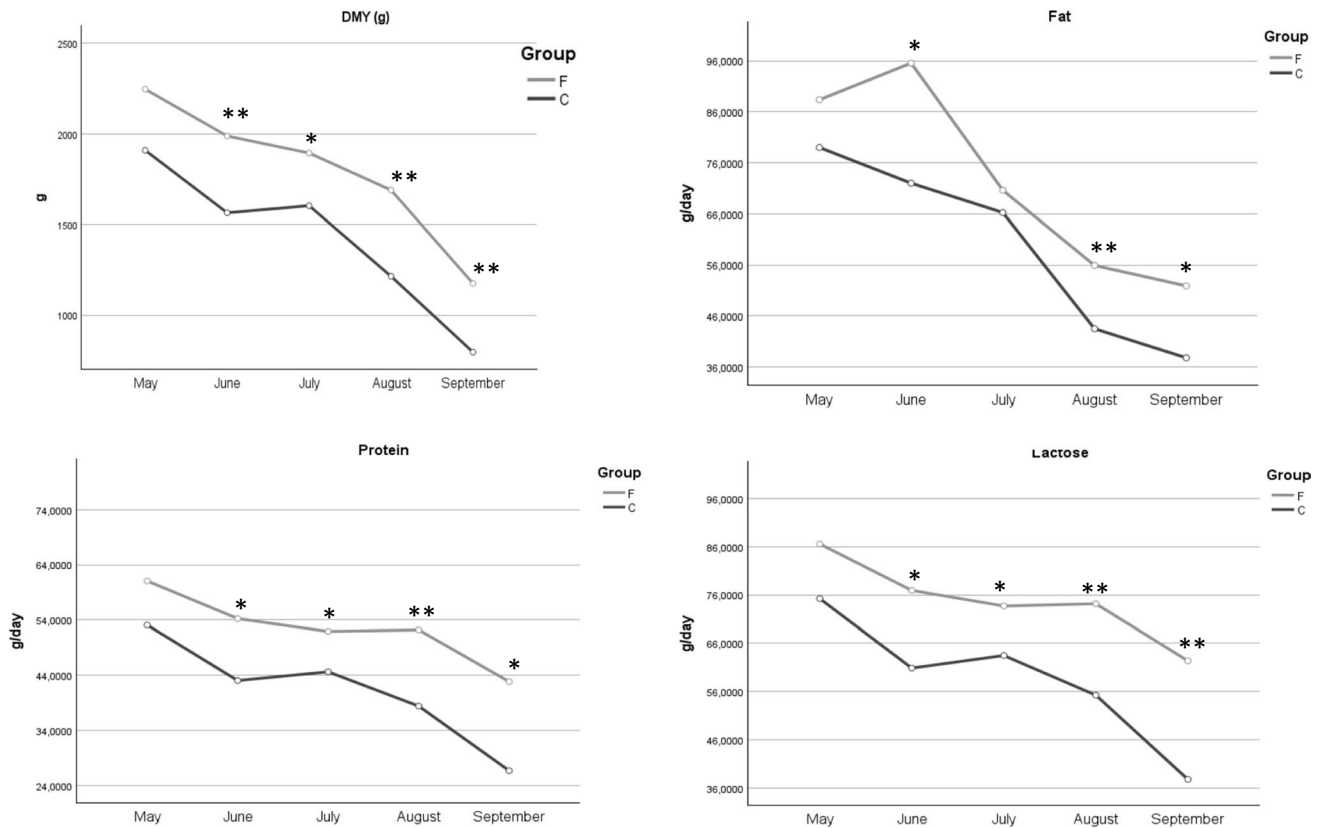 DMY (g)
2500
2000
1500
1000
g
Group
F
C
**
*
**
**
May June July August September
Fat
96,0000
86,0000
76,0000
66,0000
56,0000
46,0000
36,0000
g/day
Group
F
C
*
**
*
May June July August September
Protein
74,0000
64,0000
54,0000
44,0000
34,0000
24,0000
g/day
Group
F
C
*
*
**
*
May June July August September
Lactose
96,0000
86,0000
76,0000
66,0000
56,0000
46,0000
36,0000
g/day
Group
F
C
*
*
**
**
May June July August September